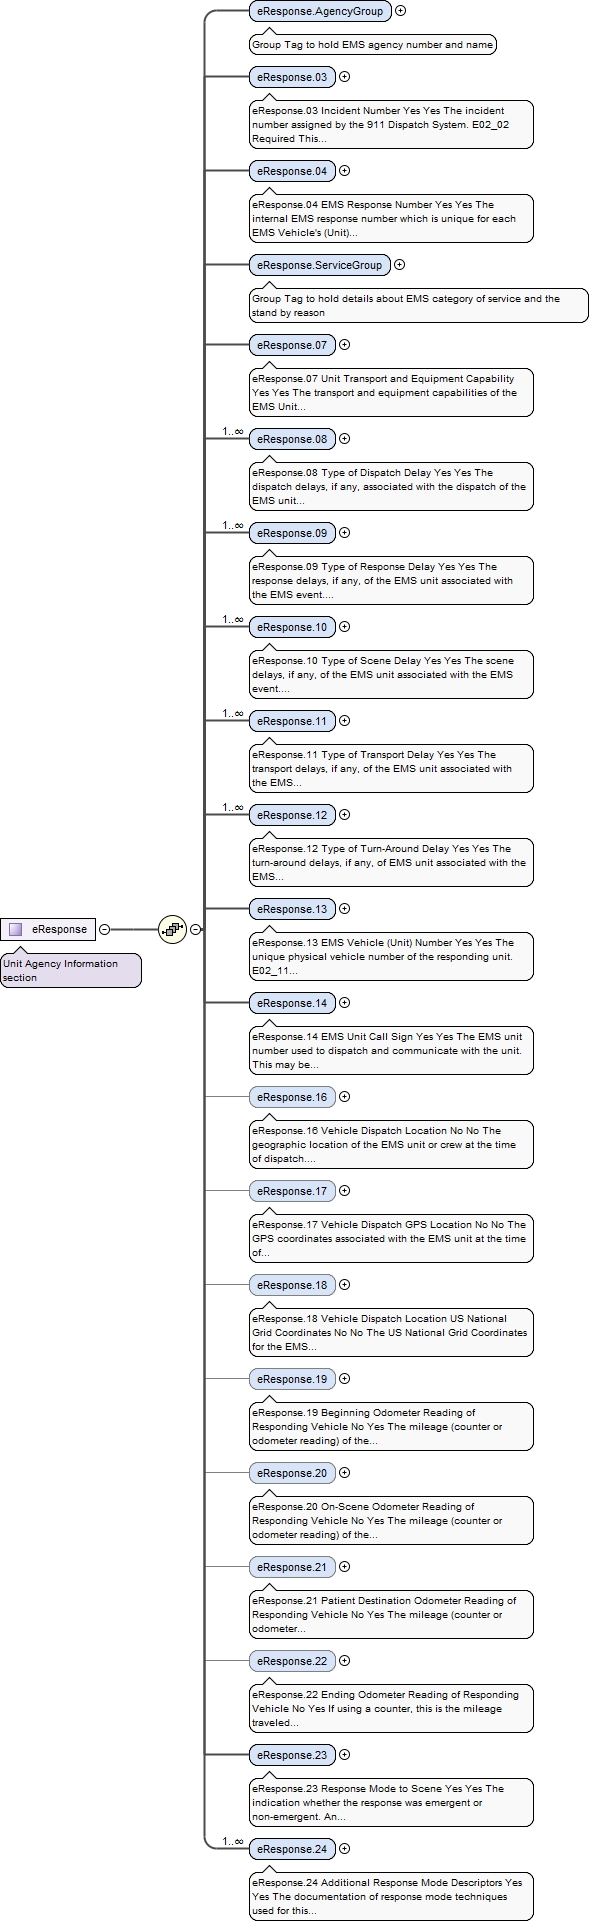 eResponse.AgencyGroup
Group Tag to hold EMS agency number and name
eResponse.03
eResponse.03 Incident Number Yes Yes The incident
number assigned by the 911 Dispatch System. E02_02
Required This...
eResponse.04
eResponse.04 EMS Response Number Yes Yes The
internal EMS response number which is unique for each
EMS Vehicle's (Unit)...
eResponse.ServiceGroup
Group Tag to hold details about EMS category of service and the
stand by reason
eResponse.07
eResponse.07 Unit Transport and Equipment Capability
Yes Yes The transport and equipment capabilities of the
EMS Unit...
1..∞
eResponse.08
eResponse.08 Type of Dispatch Delay Yes Yes The
dispatch delays, if any, associated with the dispatch of the
EMS unit...
1..∞
eResponse.09
eResponse.09 Type of Response Delay Yes Yes The
response delays, if any, of the EMS unit associated with
the EMS event....
1..∞
eResponse.10
eResponse.10 Type of Scene Delay Yes Yes The scene
delays, if any, of the EMS unit associated with the EMS
event....
1..∞
eResponse.11
eResponse.11 Type of Transport Delay Yes Yes The
transport delays, if any, of the EMS unit associated with
the EMS...
1..∞
eResponse.12
eResponse.12 Type of Turn-Around Delay Yes Yes The
turn-around delays, if any, of EMS unit associated with the
EMS...
eResponse
Unit Agency Information
section
eResponse.13
eResponse.13 EMS Vehicle (Unit) Number Yes Yes The
unique physical vehicle number of the responding unit.
E02_11...
eResponse.14
eResponse.14 EMS Unit Call Sign Yes Yes The EMS unit
number used to dispatch and communicate with the unit.
This may be...
eResponse.16
eResponse.16 Vehicle Dispatch Location No No The
geographic location of the EMS unit or crew at the time
of dispatch....
eResponse.17
eResponse.17 Vehicle Dispatch GPS Location No No The
GPS coordinates associated with the EMS unit at the time
of...
eResponse.18
eResponse.18 Vehicle Dispatch Location US National
Grid Coordinates No No The US National Grid Coordinates
for the EMS...
eResponse.19
eResponse.19 Beginning Odometer Reading of
Responding Vehicle No Yes The mileage (counter or
odometer reading) of the...
eResponse.20
eResponse.20 On-Scene Odometer Reading of
Responding Vehicle No Yes The mileage (counter or
odometer reading) of the...
eResponse.21
eResponse.21 Patient Destination Odometer Reading of
Responding Vehicle No Yes The mileage (counter or
odometer...
eResponse.22
eResponse.22 Ending Odometer Reading of Responding
Vehicle No Yes If using a counter, this is the mileage
traveled...
eResponse.23
eResponse.23 Response Mode to Scene Yes Yes The
indication whether the response was emergent or
non-emergent. An...
1..∞
eResponse.24
eResponse.24 Additional Response Mode Descriptors Yes
Yes The documentation of response mode techniques
used for this...